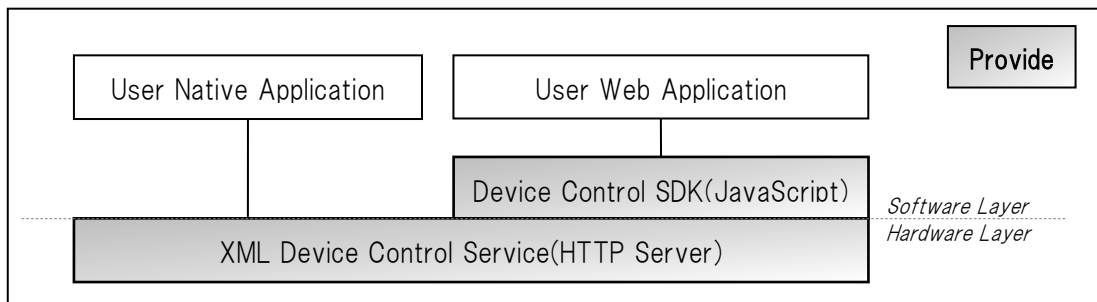 Provide
User Native Application
User Web Application
Device Control SDK(JavaScript)
Software Layer
Hardware Layer
XML Device Control Service(HTTP Server)